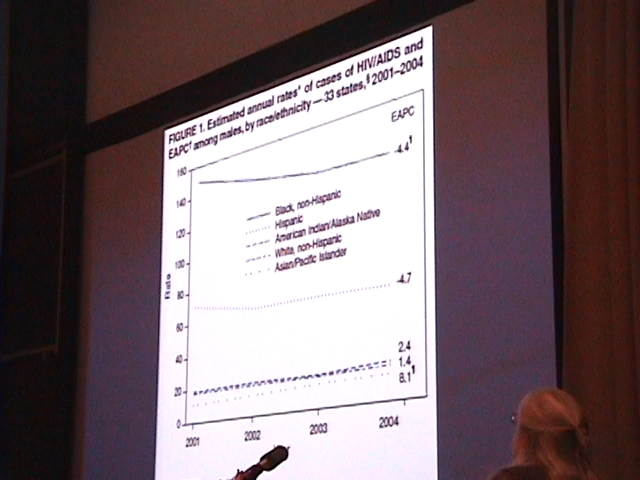 FIGURE 1. Estimated annual rates* of cases of HIV/AIDS and
EAPC† among males, by race/ethnicity — 33 states,§ 2001–2004
EAPC
160
140
120
100
80
60
40
20
0
Rate
-4.4¶
Black, non-Hispanic
Hispanic
American Indian/Alaska Native
White, non-Hispanic
Asian/Pacific Islander
-4.7
2.4
1.4
8.1¶
2001
2002
2003
2004